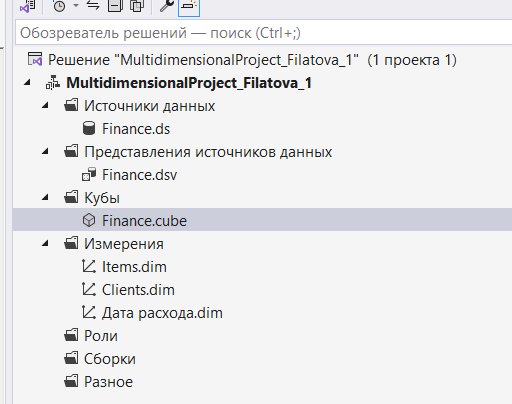 Обозреватель решений — поиск (Ctrl+;)
Решение "MultidimensionalProject_Filatova_1" (1 проекта 1)
MultidimensionalProject_Filatova_1
Источники данных
Finance.ds
Представления источников данных
Finance.dsv
Кубы
Finance.cube
Измерения
Items.dim
Clients.dim
Дата расхода.dim
Роли
Сборки
Разное